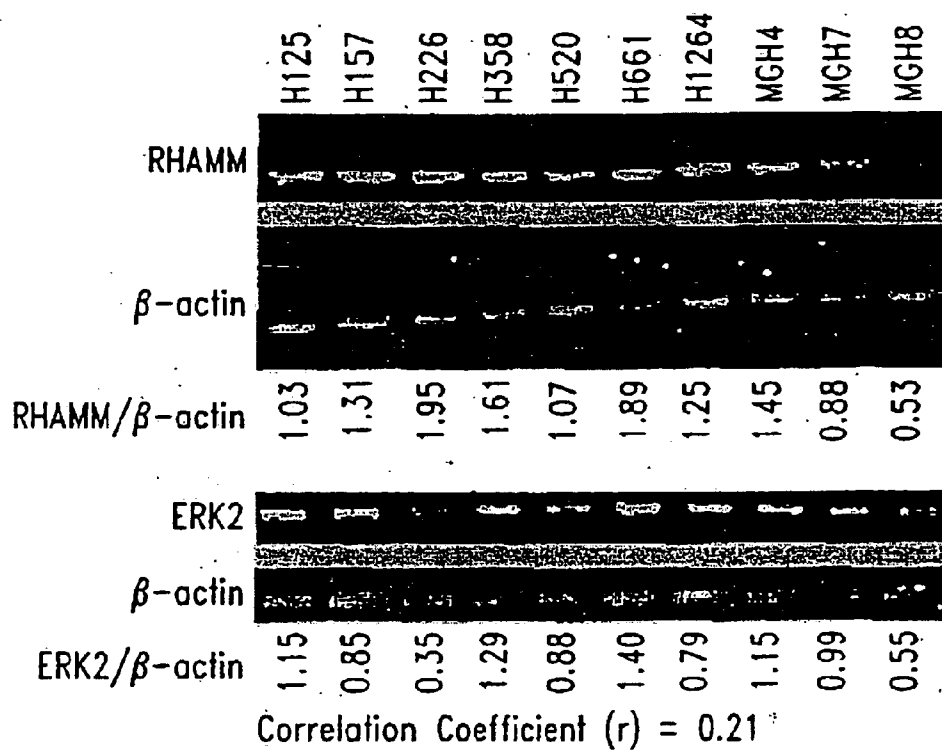 H125 H157 H226 H358 H520 H661 H1264 MGH4 MGH7 MGH8
RHAMM
β-actin
RHAMM/β-actin 1.03 1.31 1.95 1.61 1.07 1.89 1.25 1.45 0.88 0.53
ERK2
β-actin
ERK2/β-actin 1.15 0.85 0.35 1.29 0.88 1.40 0.79 1.15 0.99 0.55
Correlation Coefficient (r) = 0.21